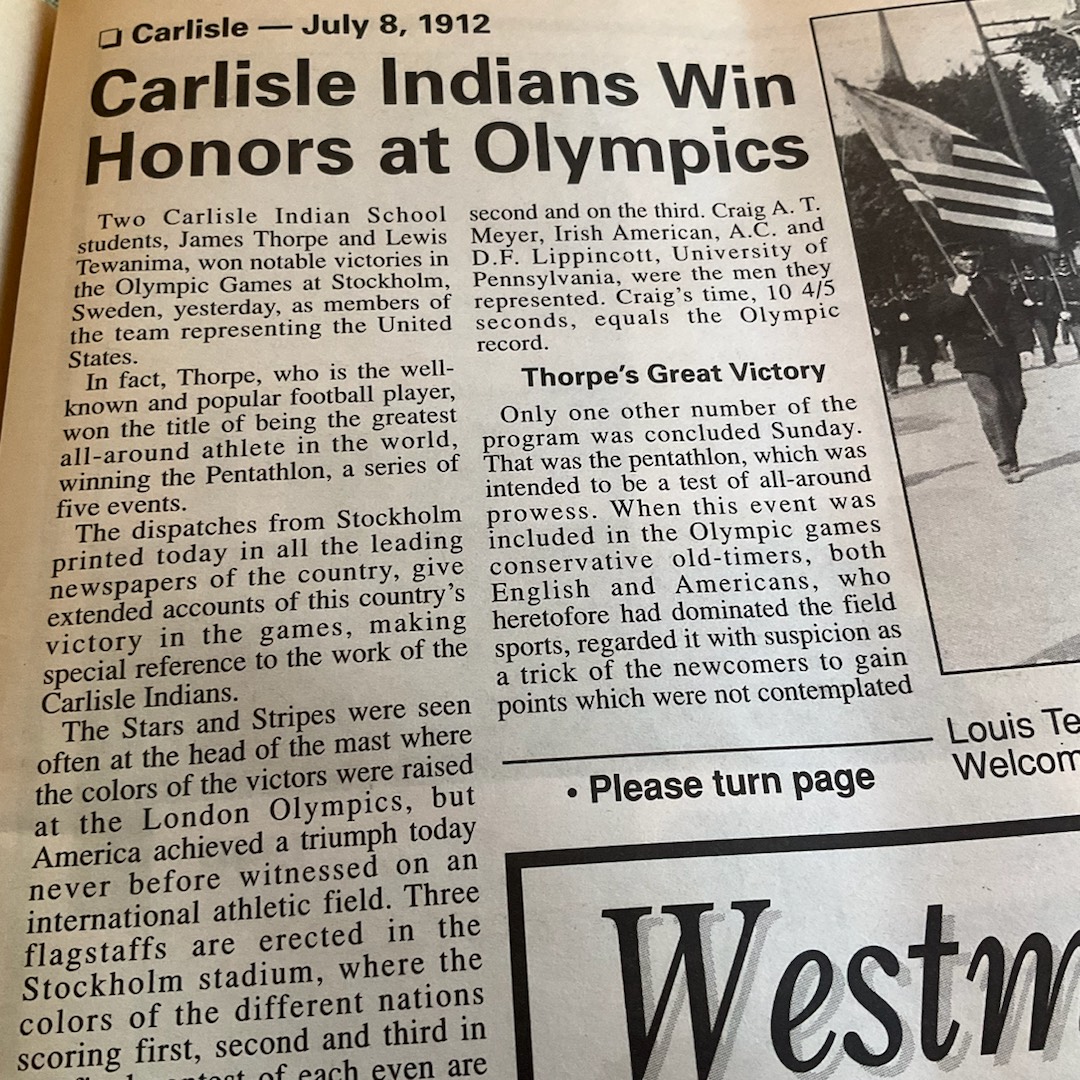 ❏ Carlisle — July 8, 1912
Carlisle Indians Win
Honors at Olympics
Two Carlisle Indian School
students, James Thorpe and Lewis
Tewanima, won notable victories in
the Olympic Games at Stockholm,
Sweden, yesterday, as members of
the team representing the United
States.
In fact, Thorpe, who is the well-
known and popular football player,
won the title of being the greatest
all-around athlete in the world,
winning the Pentathlon, a series of
five events.
The dispatches from Stockholm
printed today in all the leading
newspapers of the country, give
extended accounts of this country's
victory in the games, making
special reference to the work of the
Carlisle Indians.
The Stars and Stripes were seen
often at the head of the mast where
the colors of the victors were raised
at the London Olympics, but
America achieved a triumph today
never before witnessed on an
international athletic field. Three
flagstaffs are erected in the
Stockholm stadium, where the
colors of the different nations
scoring first, second and third in
of each even are
second and on the third. Craig A. T.
Meyer, Irish American, A.C. and
D.F. Lippincott, University of
Pennsylvania, were the men they
represented. Craig's time, 10 4/5
seconds, equals the Olympic
record.
Thorpe's Great Victory
Only one other number of the
program was concluded Sunday.
That was the pentathlon, which was
intended to be a test of all-around
prowess. When this event was
included in the Olympic games
conservative old-timers, both
English and Americans, who
heretofore had dominated the field
sports, regarded it with suspicion as
a trick of the newcomers to gain
points which were not contemplated
• Please turn page
Louis Te
Welcom
Westm